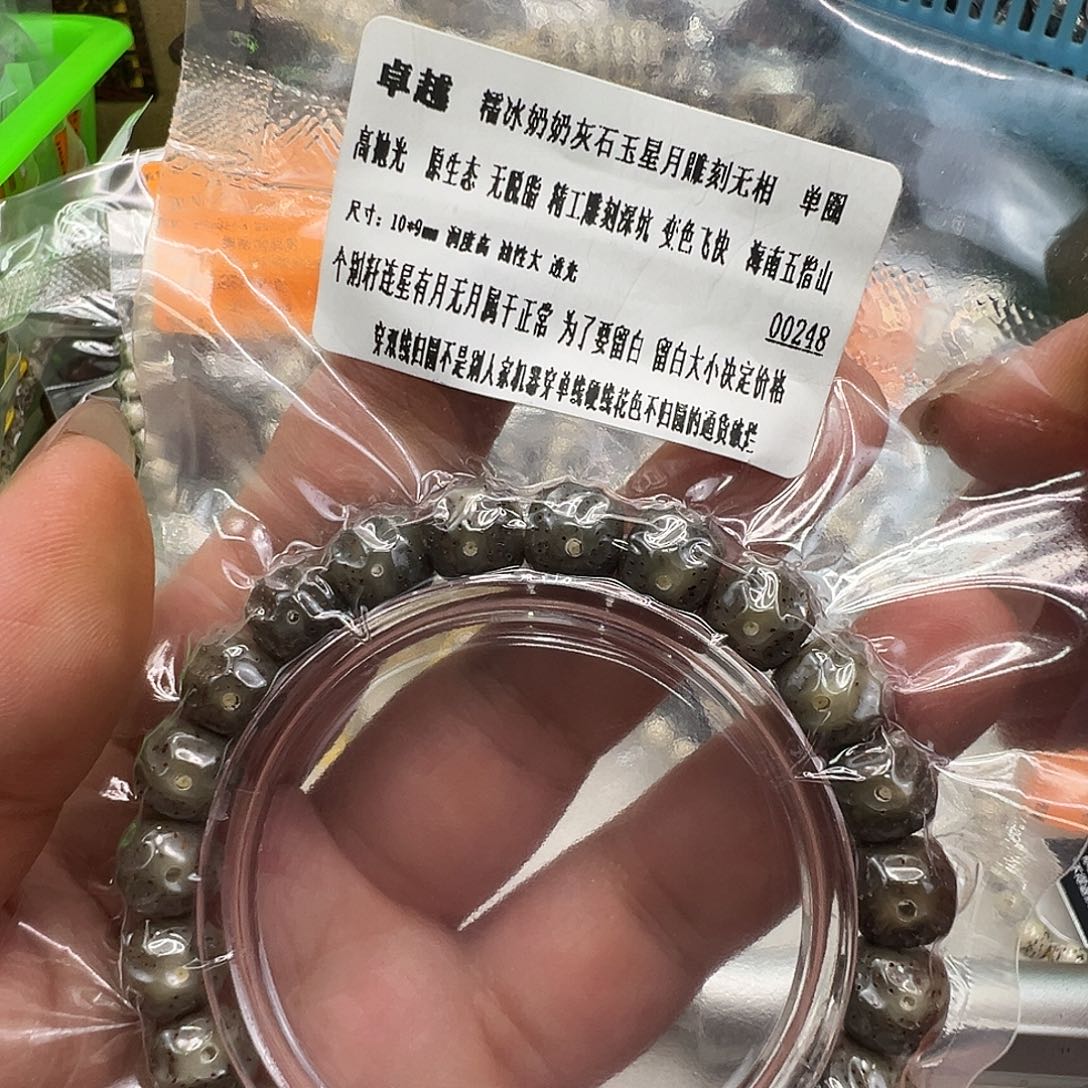 卓越 糯冰奶奶灰石玉星月雕刻无相 单圈
高抛光 原生态 无脱脂 精工雕刻深坑 变色飞快 海南五指山
尺寸：10*9mm 润度高 油性大 透光
00248
个别籽连星有月无月属于正常 为了要留白 留白大小决定价格
穿双线归圆不是别人家机器穿单线硬线花色不归圆的通货破烂